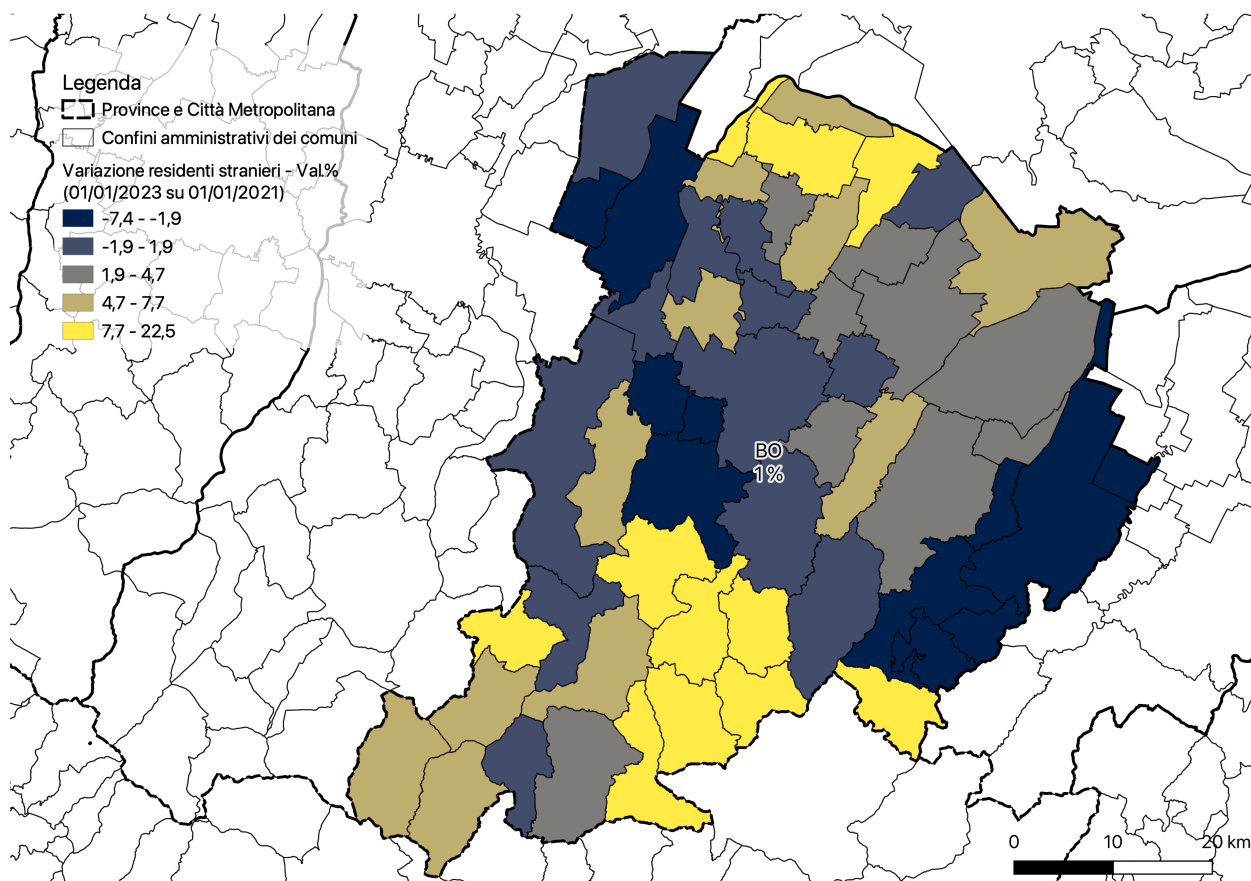 Legenda
Province e Città Metropolitana
Confini amministrativi dei comuni
Variazione residenti stranieri - Val.%
(01/01/2023 su 01/01/2021)
-7,4 - -1,9
-1,9 - 1,9
1,9 - 4,7
4,7 - 7,7
7,7 - 22,5
BO
1 %
0 10 20 km